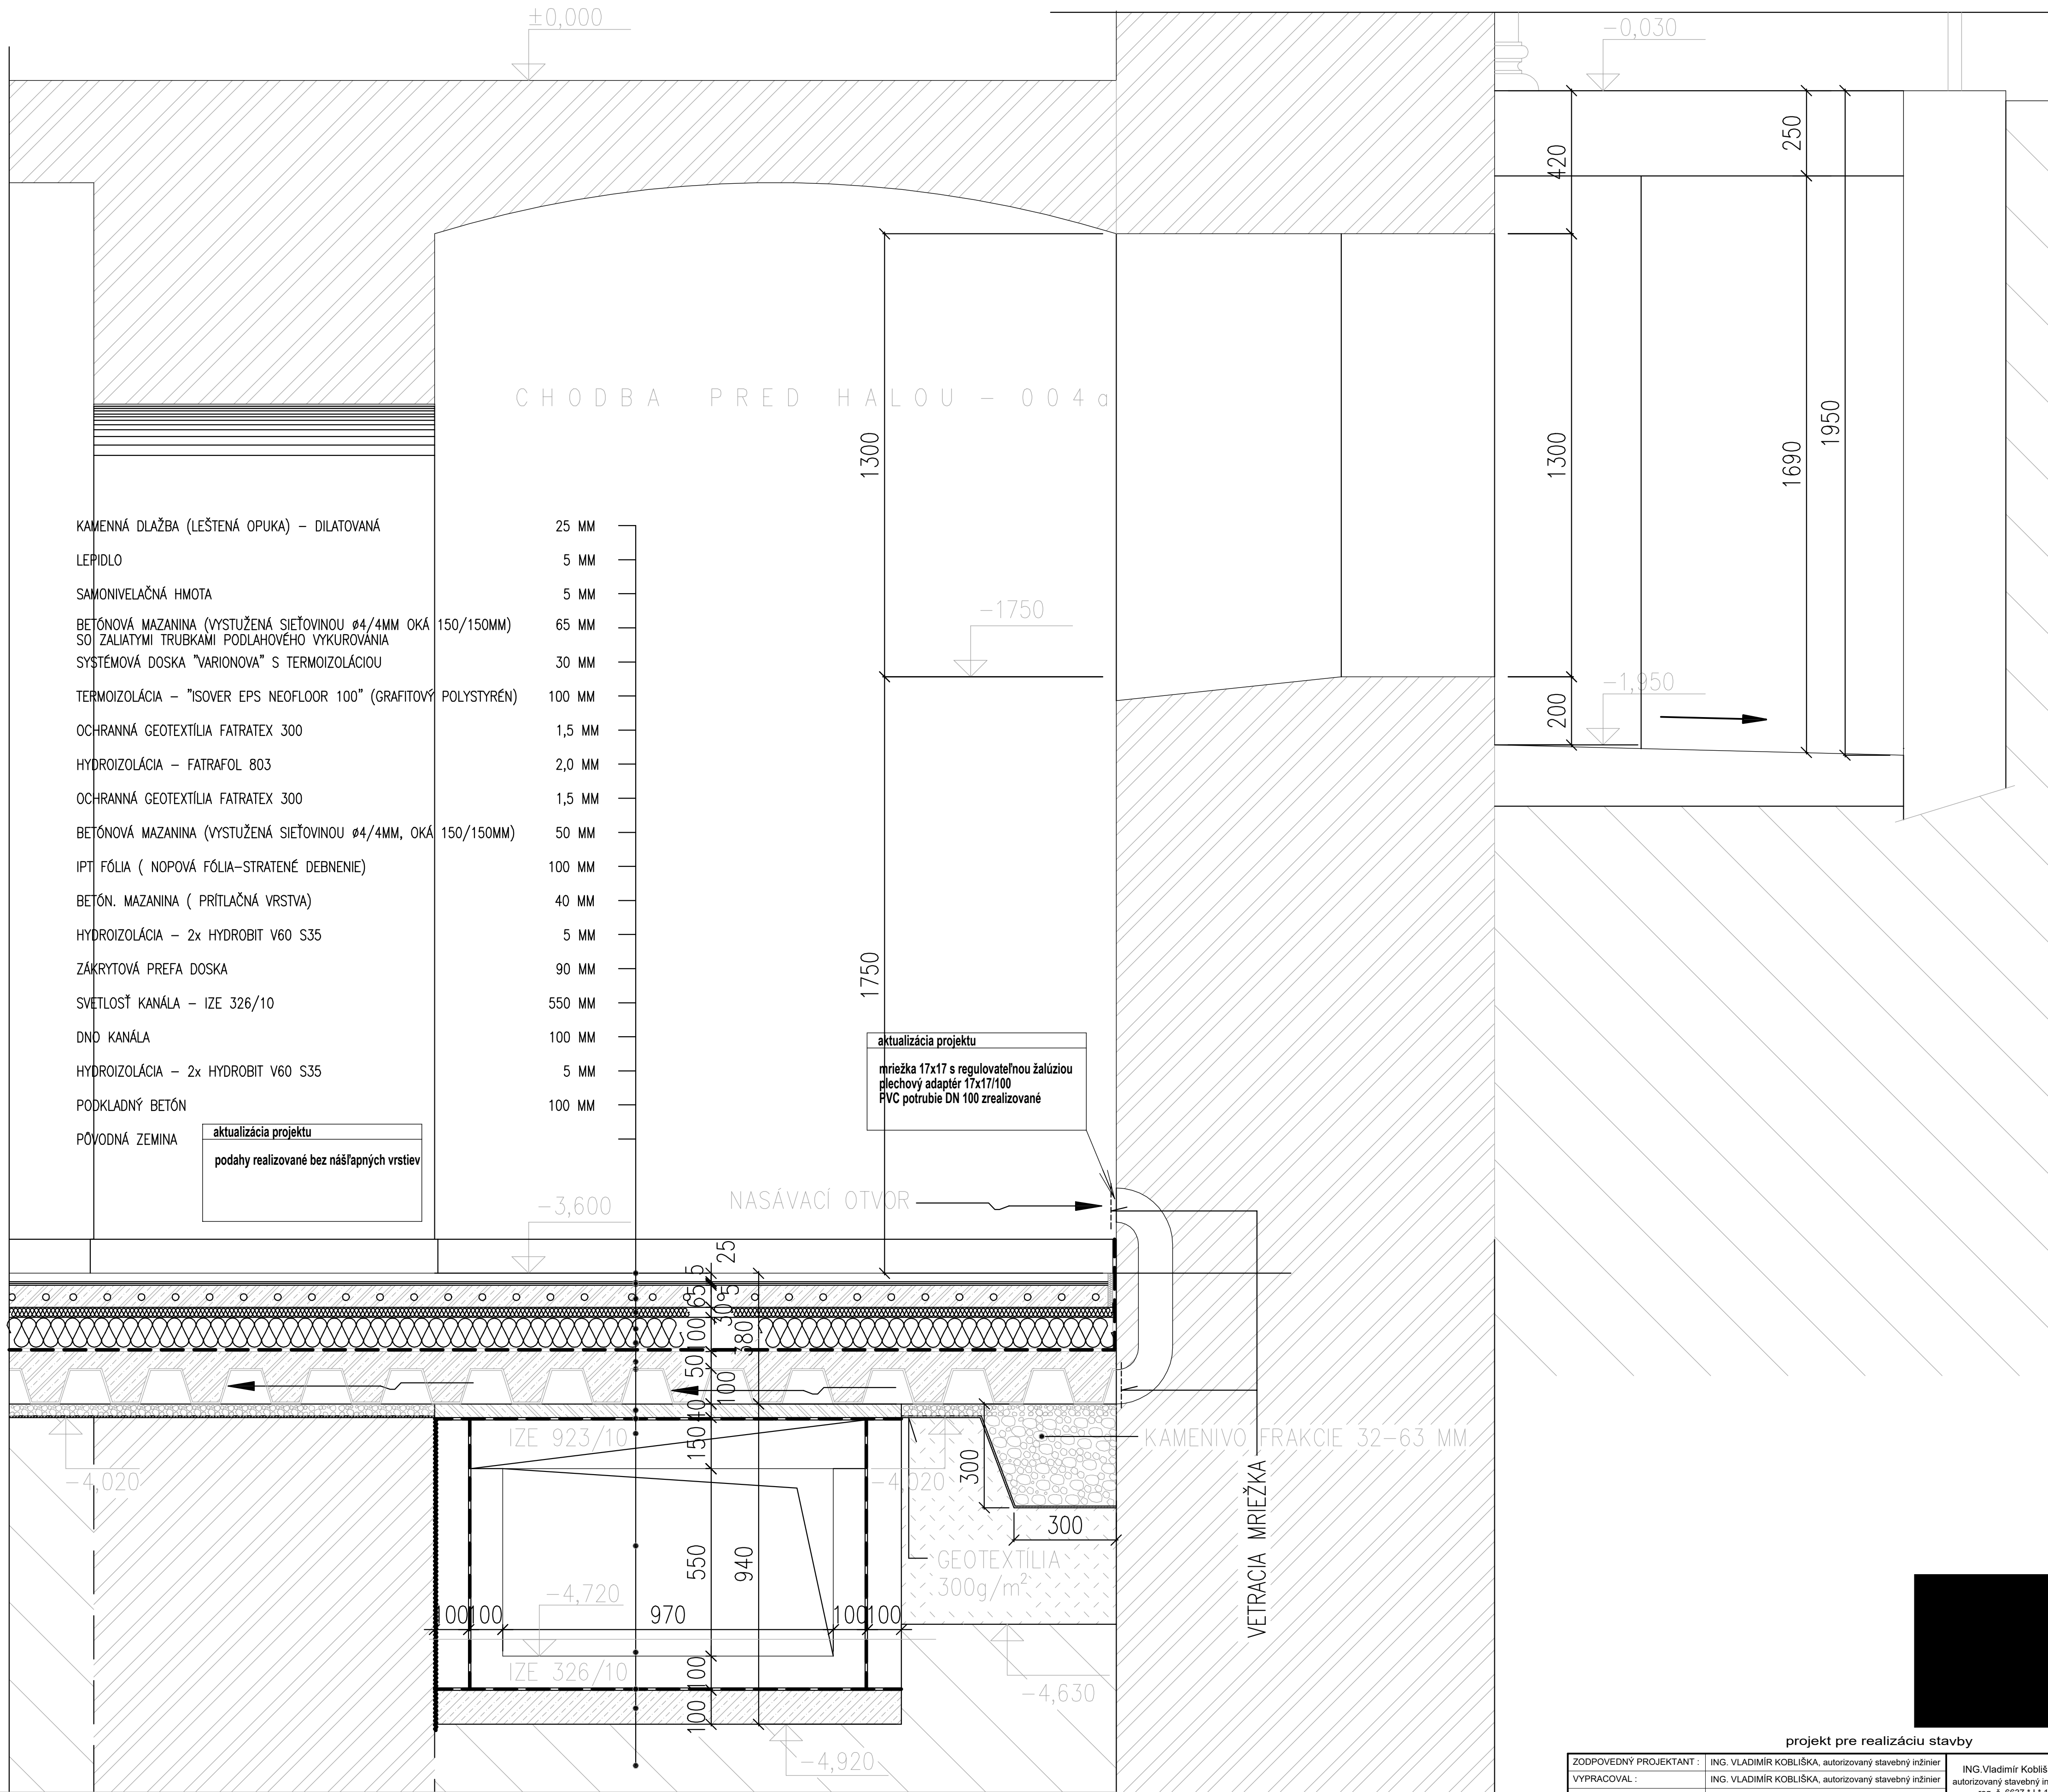 ±0,000
-0,030
250
420
CHODBA PRED HALOU - 004a
1300
1300
1690
1950
KAMENNÁ DLAŽBA (LEŠTENÁ OPUKA) - DILATOVANÁ 25 MM
LEPIDLO 5 MM
SAMONIVELAČNÁ HMOTA 5 MM
BETÓNOVÁ MAZANINA (VYSTUŽENÁ SIEŤOVINOU ø4/4MM OKÁ 150/150MM) 65 MM
SO ZALIATYMI TRUBKAMI PODLAHOVÉHO VYKUROVANIA
SYSTÉMOVÁ DOSKA "VARIONOVA" S TERMOIZOLÁCIOU 30 MM
TERMOIZOLÁCIA - "ISOVER EPS NEOFLOOR 100" (GRAFITOVÝ POLYSTYRÉN) 100 MM
OCHRANNÁ GEOTEXTÍLIA FATRATEX 300 1,5 MM
HYDROIZOLÁCIA - FATRAFOL 803 2,0 MM
OCHRANNÁ GEOTEXTÍLIA FATRATEX 300 1,5 MM
BETÓNOVÁ MAZANINA (VYSTUŽENÁ SIEŤOVINOU ø4/4MM, OKÁ 150/150MM) 50 MM
IPT FÓLIA ( NOPOVÁ FÓLIA-STRATENÉ DEBNENIE) 100 MM
BETÓN. MAZANINA ( PRÍTLAČNÁ VRSTVA) 40 MM
HYDROIZOLÁCIA - 2x HYDROBIT V60 S35 5 MM
ZÁKRYTOVÁ PREFA DOSKA 90 MM
SVETLOSŤ KANÁLA - IZE 326/10 550 MM
DNO KANÁLA 100 MM
HYDROIZOLÁCIA - 2x HYDROBIT V60 S35 5 MM
PODKLADNÝ BETÓN 100 MM
PÔVODNÁ ZEMINA
-1750
-1,950
200
1750
aktualizácia projektu
mriežka 17x17 s regulovateľnou žalúziou
plechový adaptér 17x17/100
PVC potrubie DN 100 zrealizované
aktualizácia projektu
podahy realizované bez nášľapných vrstiev
-3,600
NASÁVACÍ OTVOR
25
5
5
65
30
100
380
50
100
40
150
IZE 923/10
-4,020
-4,020
300
300
KAMENIVO FRAKCIE 32-63 MM
VETRACIA MRIEŽKA
GEOTEXTÍLIA
300g/m²
550
940
-4,720
100
100
970
100
100
IZE 326/10
100
100
-4,630
-4,920
projekt pre realizáciu stavby
ZODPOVEDNÝ PROJEKTANT : ING. VLADIMÍR KOBLIŠKA, autorizovaný stavebný inžinier
VYPRACOVAL : ING. VLADIMÍR KOBLIŠKA, autorizovaný stavebný inžinier
ING.Vladimír Kobliš
autorizovaný stavebný in